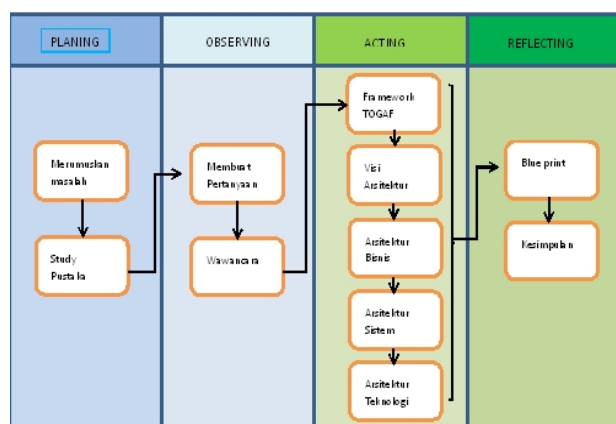 PLANING
OBSERVING
ACTING
REFLECTING
Merumuskan
masalah
Study
Pustaka
Membuat
Pertanyaan
Wawancara
Framework
TOGAF
Visi
Arsitektur
Arsitektur
Bisnis
Arsitektur
Sistem
Arsitektur
Teknologi
Blue print
Kesimpulan